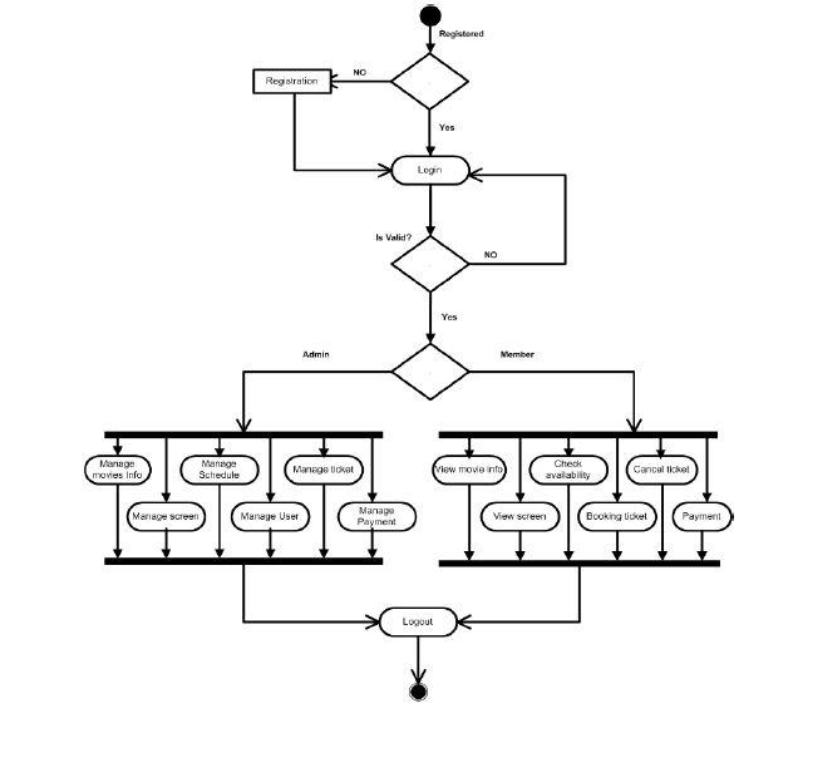 Registered
NO
Registration
Yes
Login
Is Valid?
NO
Yes
Admin
Member
Manage
movies Info
Manage
Schedule
Manage ticket
View movie info
Check
availability
Cancel ticket
Manage screen
Manage User
Manage
Payment
View screen
Booking ticket
Payment
Logout